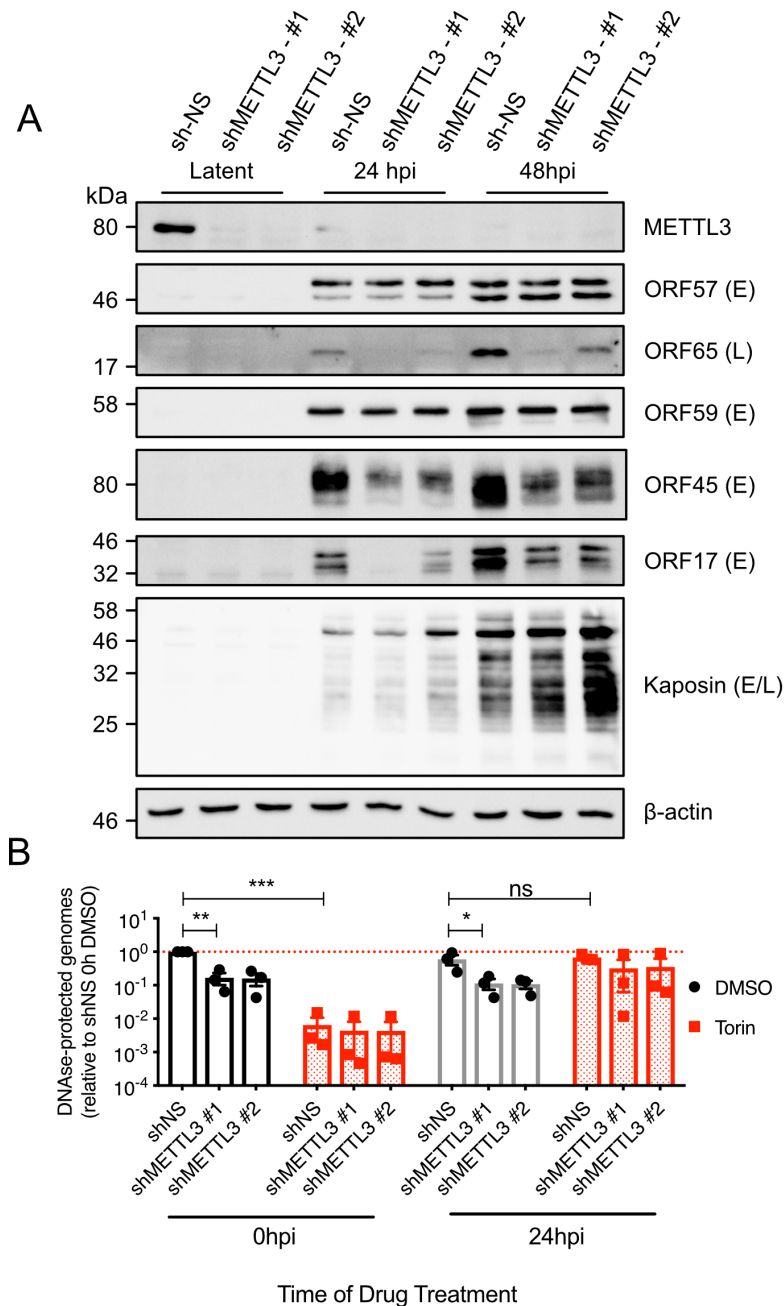 A
sh-NS
shMETTL3 - #1
shMETTL3 - #2
sh-NS
shMETTL3 - #1
shMETTL3 - #2
sh-NS
shMETTL3 - #1
shMETTL3 - #2
Latent
24 hpi
48hpi
kDa
80
METTL3
46
ORF57 (E)
17
ORF65 (L)
58
ORF59 (E)
80
ORF45 (E)
46
32
ORF17 (E)
58
46
32
25
Kaposin (E/L)
46
β-actin
B
DNAse-protected genomes
(relative to shNS 0h DMSO)
10^1
10^0
10^-1
10^-2
10^-3
10^-4
***
**
ns
*
DMSO
Torin
shNS
shMETTL3 #1
shMETTL3 #2
shNS
shMETTL3 #1
shMETTL3 #2
shNS
shMETTL3 #1
shMETTL3 #2
shNS
shMETTL3 #1
shMETTL3 #2
0hpi
24hpi
Time of Drug Treatment